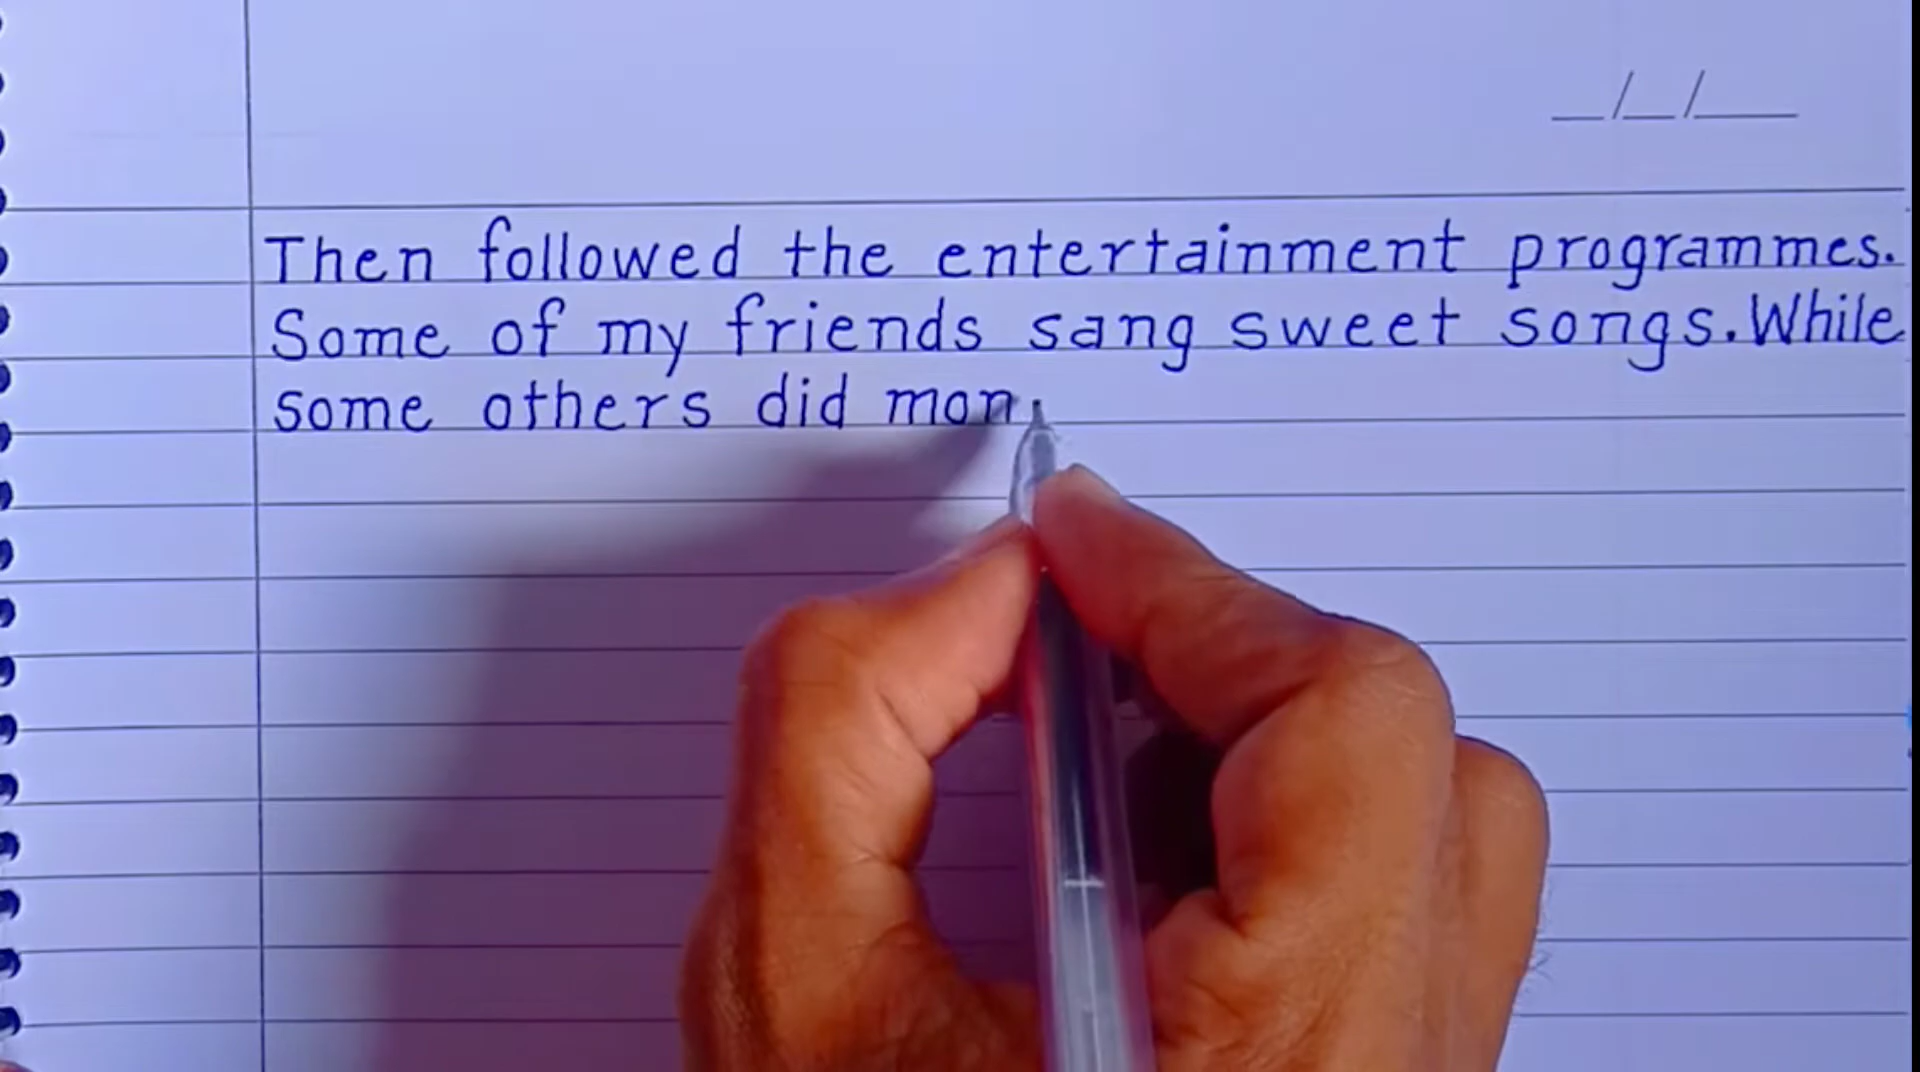 Then followed the entertainment programmes.
Some of my friends sang sweet songs. While
some others did mon